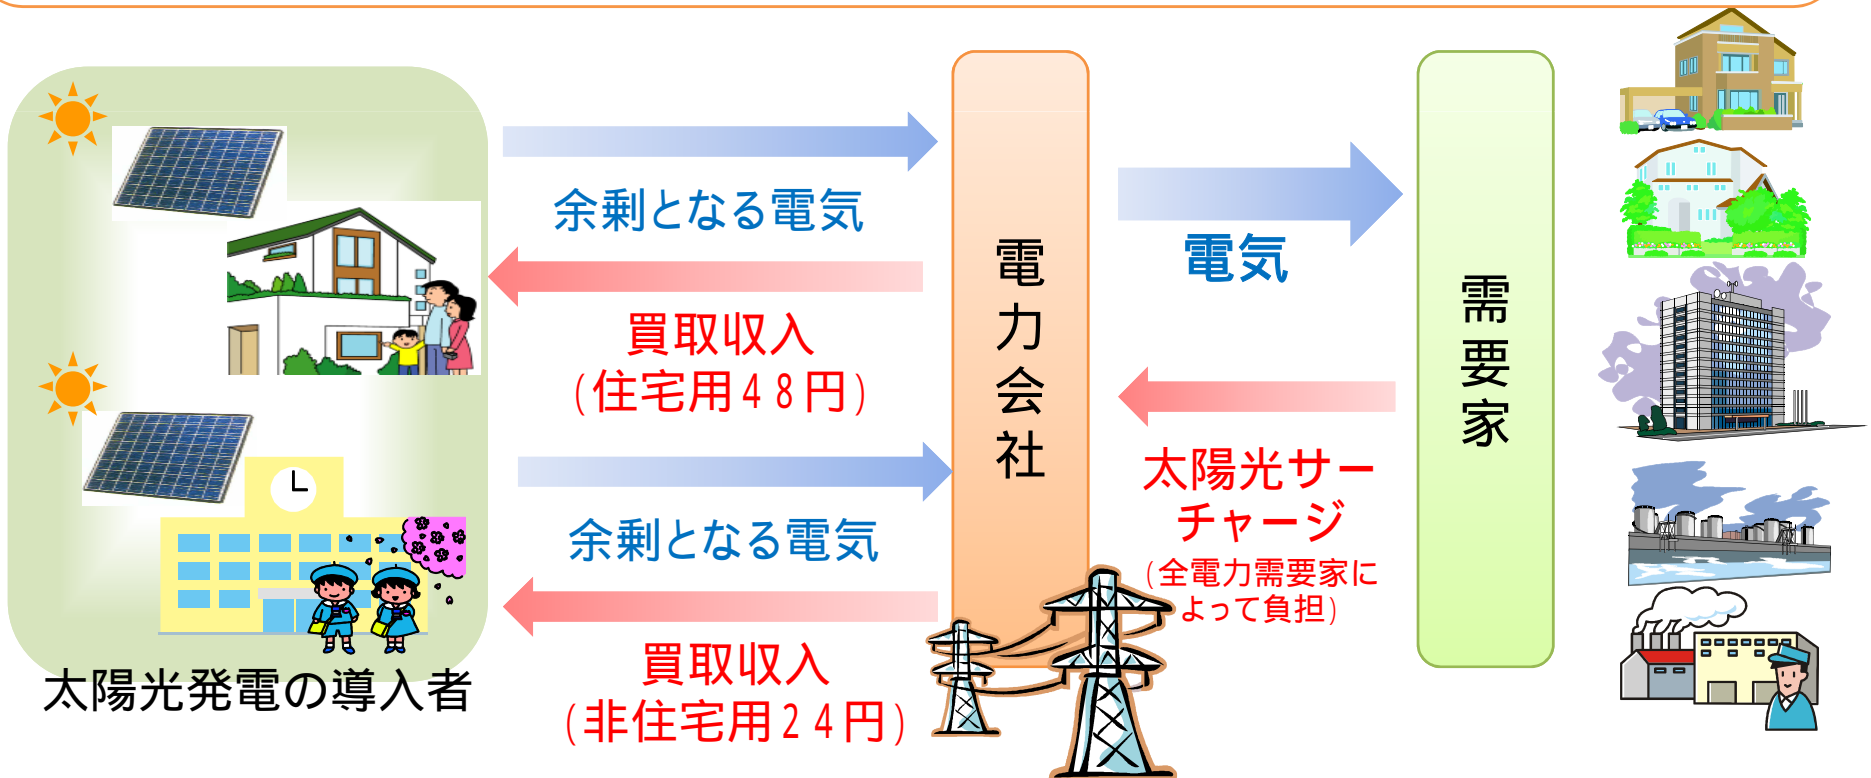 余剰となる電気
買取収入
(住宅用48円)
余剰となる電気
買取収入
(非住宅用24円)
太陽光発電の導入者
電力会社
電気
太陽光サー
チャージ
(全電力需要家に
よって負担)
需要家